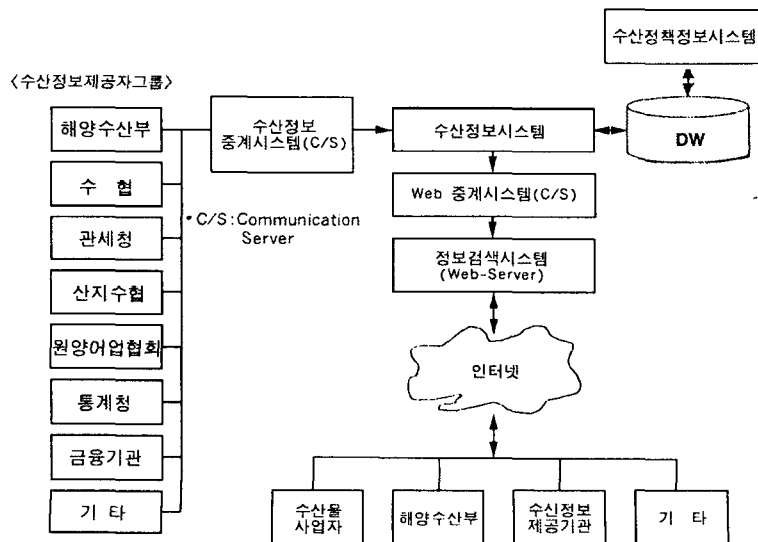 수산정책정보시스템
〈수산정보제공자그룹〉
해양수산부
수 협
관세청
산지수협
원양어업협회
통계청
금융기관
기 타
수산정보
중계시스템(C/S)
* C/S:Communication
Server
수산정보시스템
DW
Web 중계시스템(C/S)
정보검색시스템
(Web-Server)
인터넷
수산물
사업자
해양수산부
수신정보
제공기관
기 타